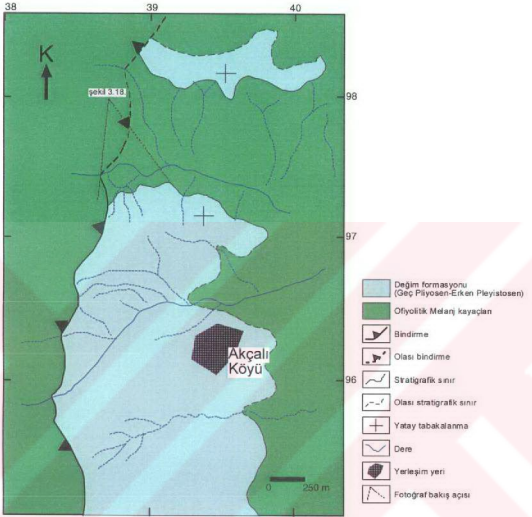 38
39
40
K
şekil 3.18.
98
97
96
Akçalı
Köyü
0 250 m
Değim formasyonu
(Geç Pliyosen-Erken Pleyistosen)
Ofiyolitik Melanj kayaçları
Bindirme
Olası bindirme
Stratigrafik sınır
Olası stratigrafik sınır
Yatay tabakalanma
Dere
Yerleşim yeri
Fotoğraf bakış açısı